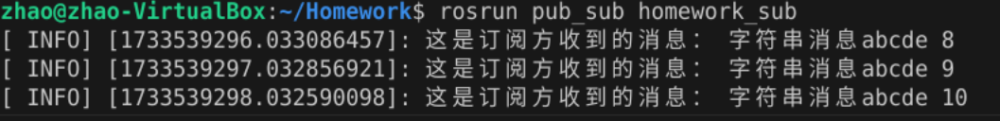 zhao@zhao-VirtualBox:~/Homework$ rosrun pub_sub homework_sub
[ INFO] [1733539296.033086457]: 这是订阅方收到的消息： 字符串消息abcde 8
[ INFO] [1733539297.032856921]: 这是订阅方收到的消息： 字符串消息abcde 9
[ INFO] [1733539298.032590098]: 这是订阅方收到的消息： 字符串消息abcde 10